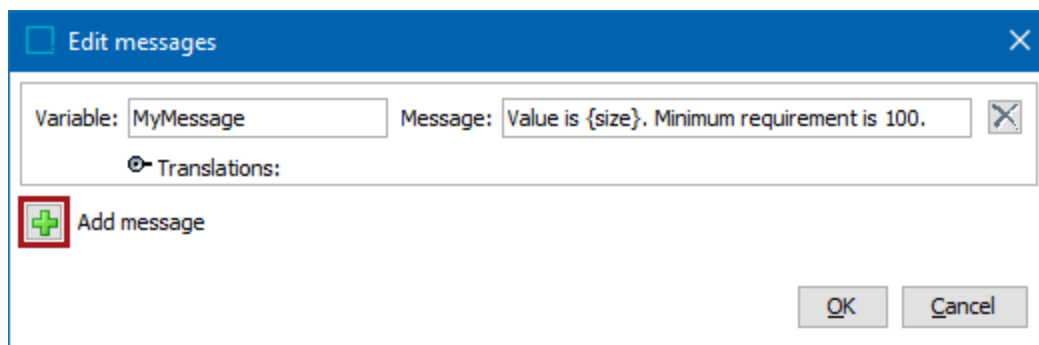 Edit messages
Variable: MyMessage Message: Value is {size}. Minimum requirement is 100.
Translations:
Add message
OK Cancel